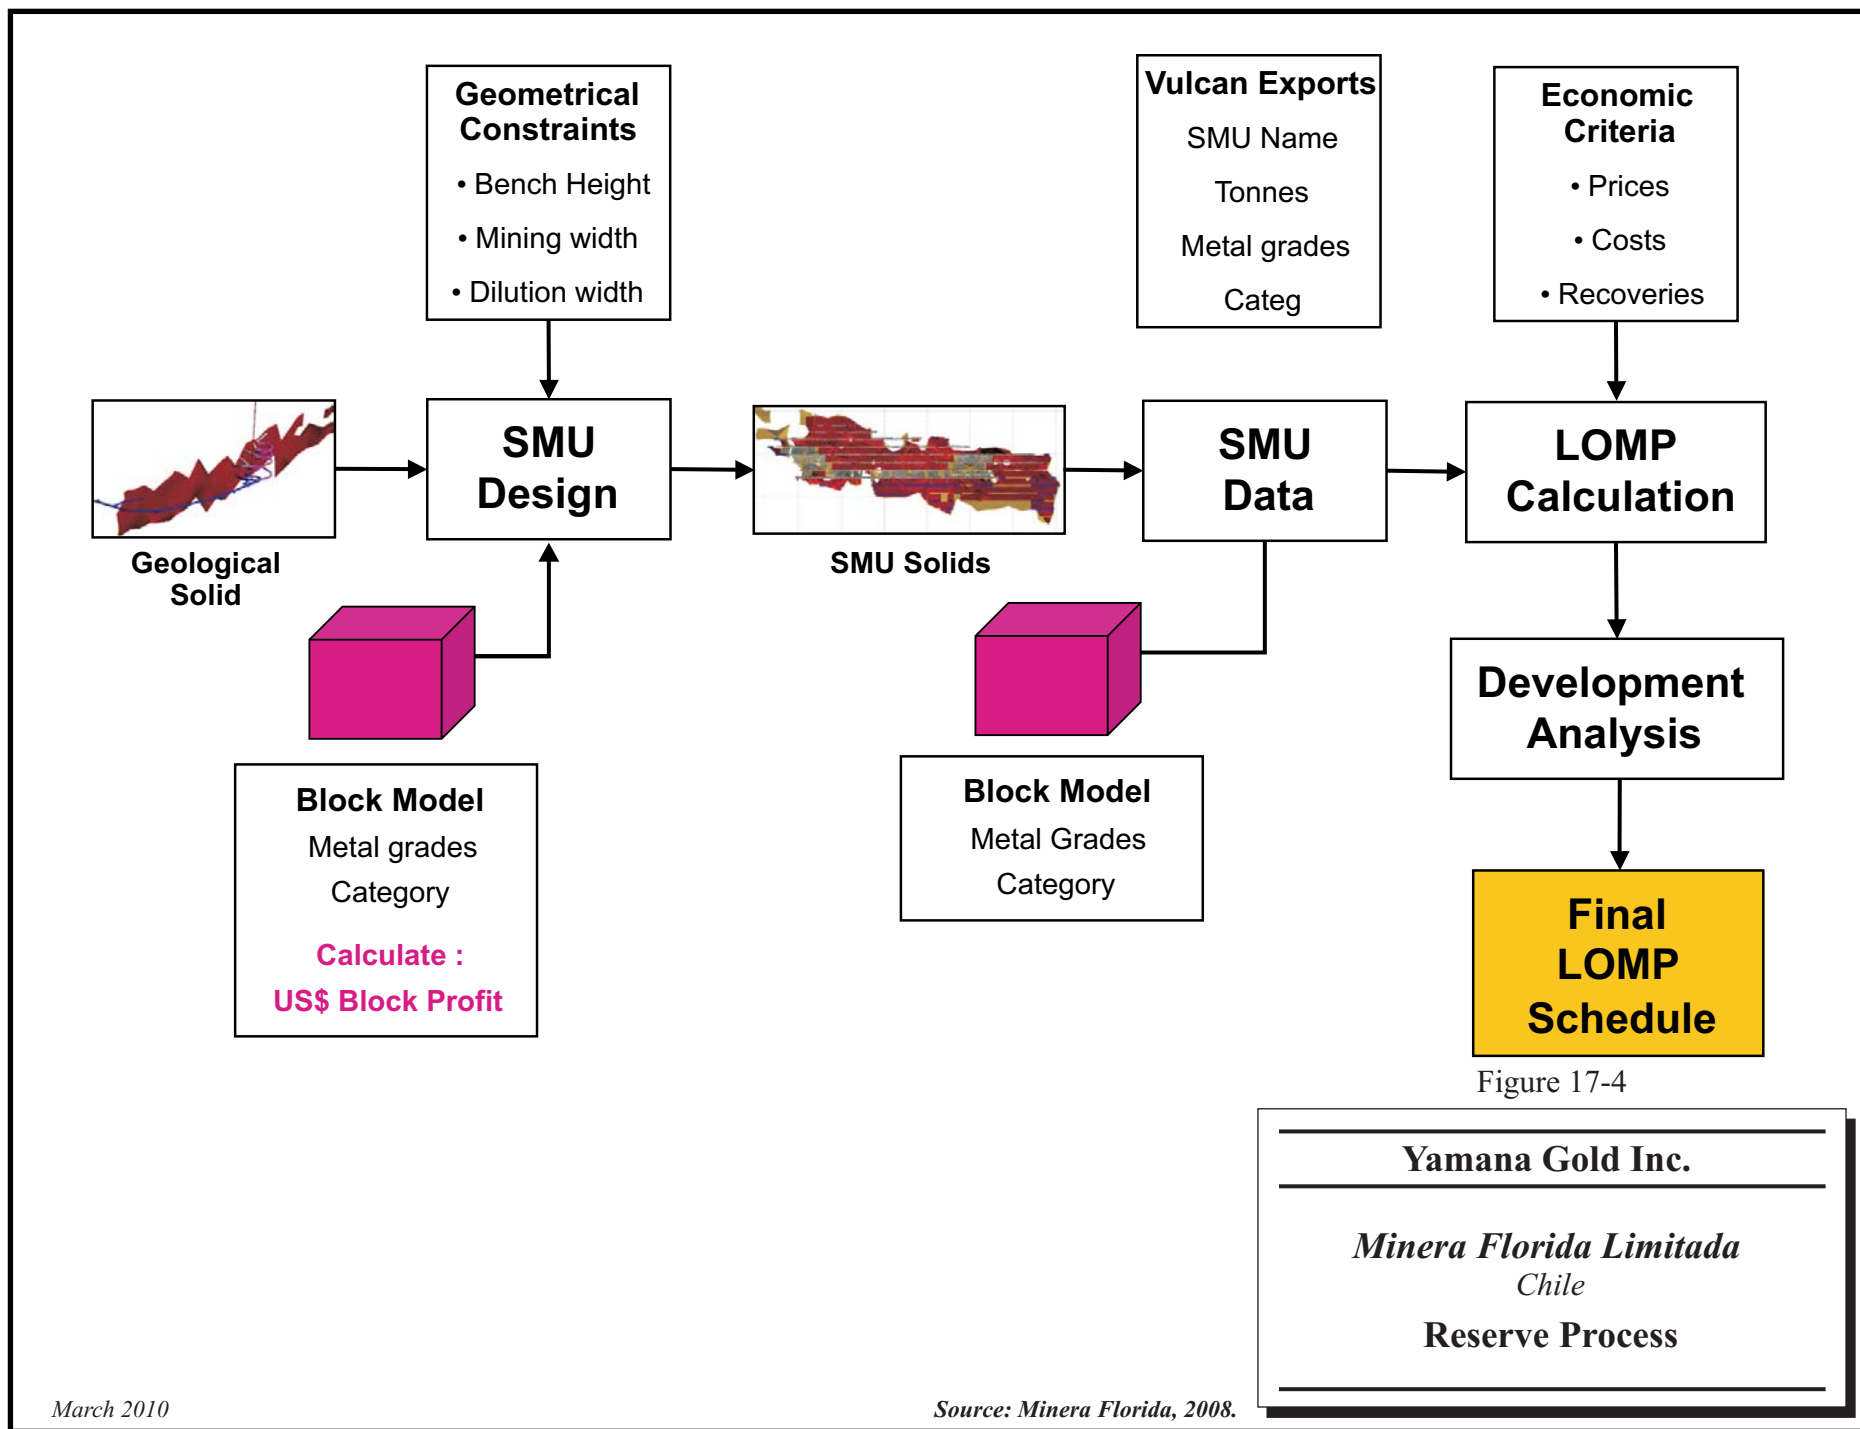 Geometrical
Constraints
• Bench Height
• Mining width
• Dilution width
Vulcan Exports
SMU Name
Tonnes
Metal grades
Categ
Economic
Criteria
• Prices
• Costs
• Recoveries
Geological
Solid
SMU
Design
SMU Solids
SMU
Data
LOMP
Calculation
Block Model
Metal grades
Category
Calculate :
US$ Block Profit
Block Model
Metal Grades
Category
Development
Analysis
Final
LOMP
Schedule
Figure 17-4
Yamana Gold Inc.
Minera Florida Limitada
Chile
Reserve Process
March 2010
Source: Minera Florida, 2008.